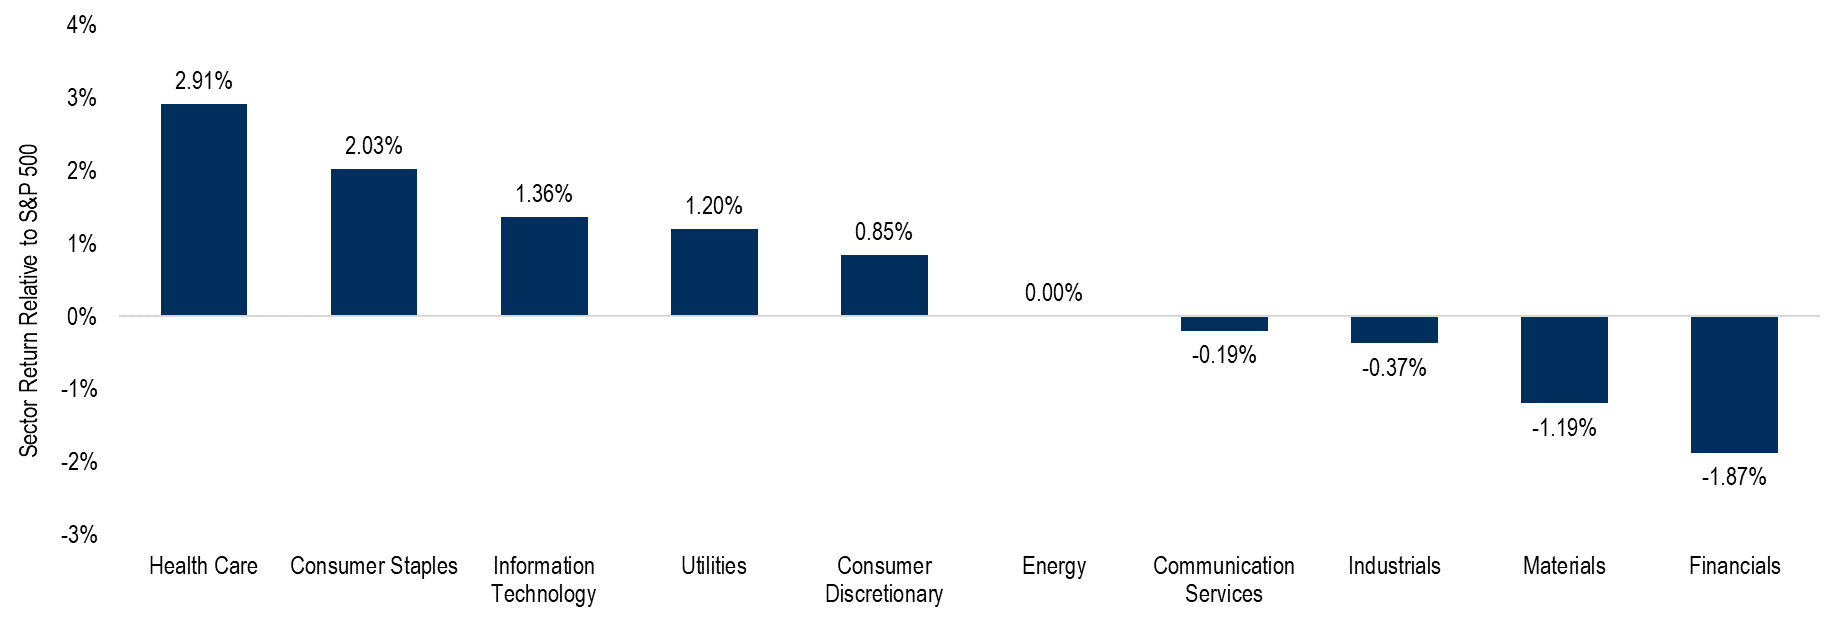 4%
3%
2%
1%
0%
-1%
-2%
-3%
Sector Return Relative to S&P 500
2.91%
2.03%
1.36%
1.20%
0.85%
0.00%
-0.19%
-0.37%
-1.19%
-1.87%
Health Care
Consumer Staples
Information
Technology
Utilities
Consumer
Discretionary
Energy
Communication
Services
Industrials
Materials
Financials